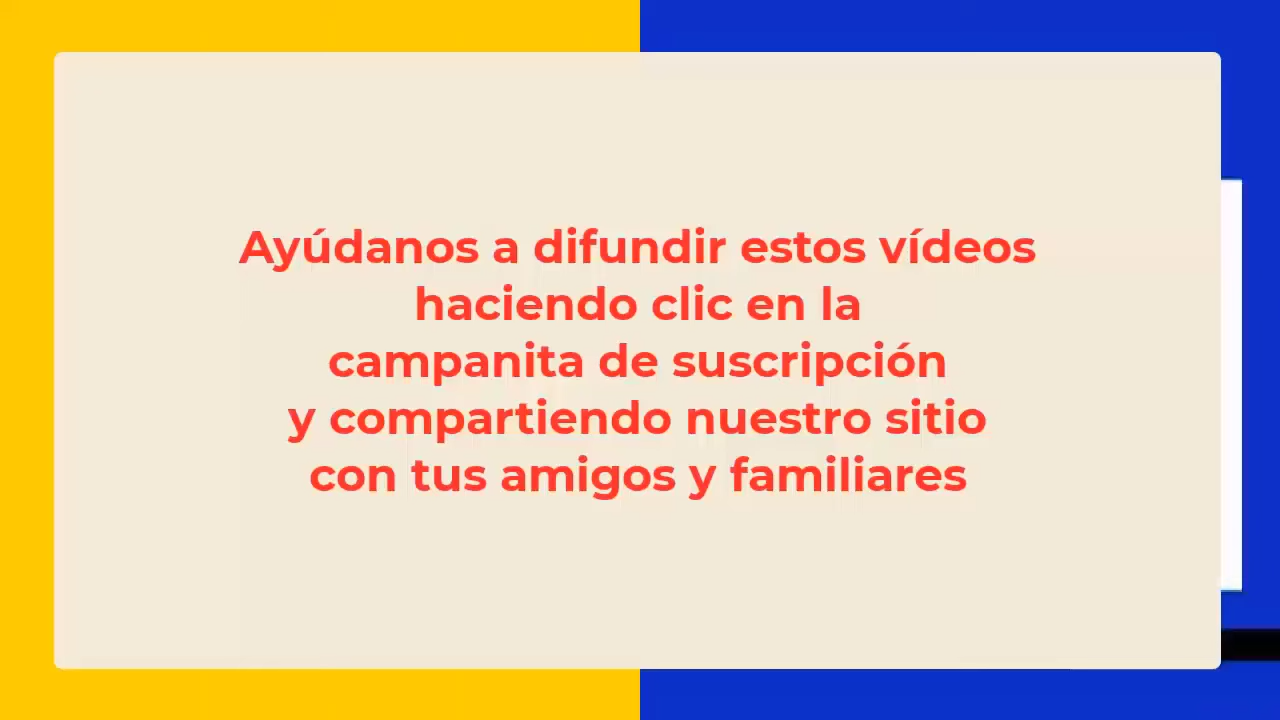 Ayúdanos a difundir estos vídeos
haciendo clic en la
campanita de suscripción
y compartiendo nuestro sitio
con tus amigos y familiares